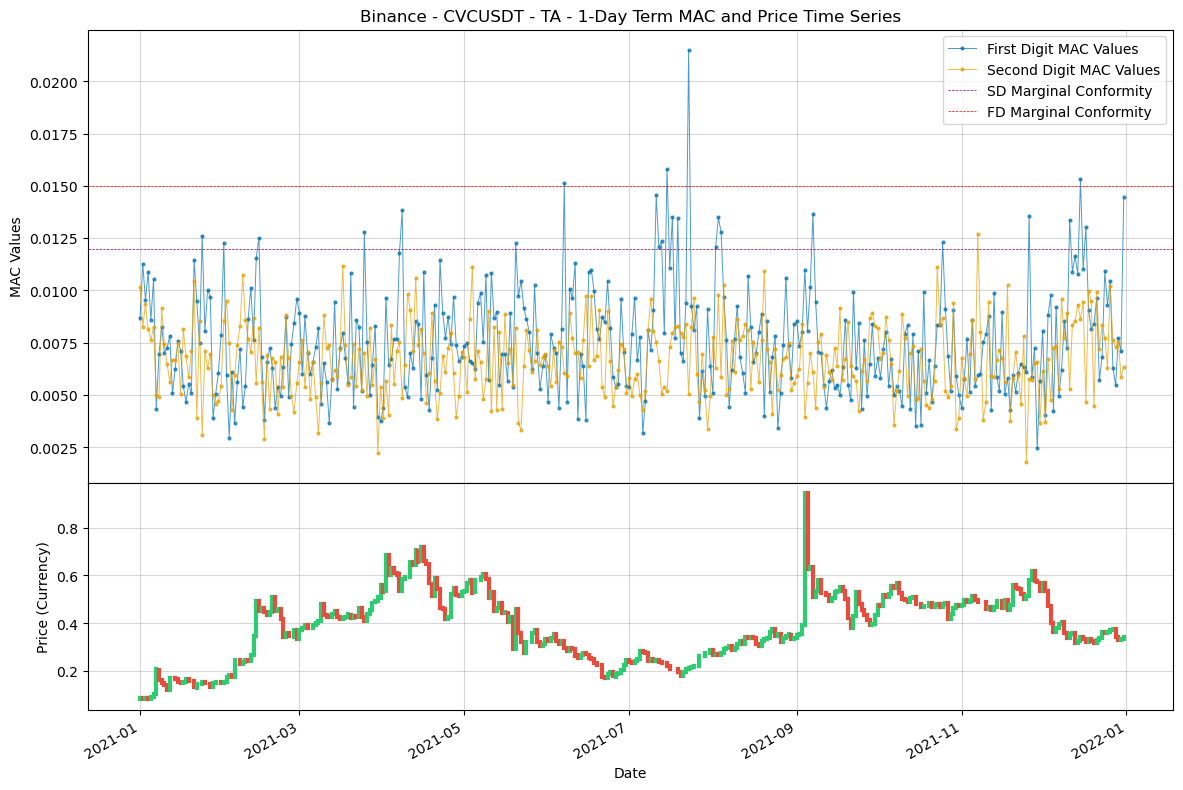 Binance - CVCUSDT - TA - 1-Day Term MAC and Price Time Series
First Digit MAC Values
Second Digit MAC Values
SD Marginal Conformity
FD Marginal Conformity
MAC Values
0.0200
0.0175
0.0150
0.0125
0.0100
0.0075
0.0050
0.0025
Price (Currency)
0.8
0.6
0.4
0.2
2021-01
2021-03
2021-05
2021-07
2021-09
2021-11
2022-01
Date